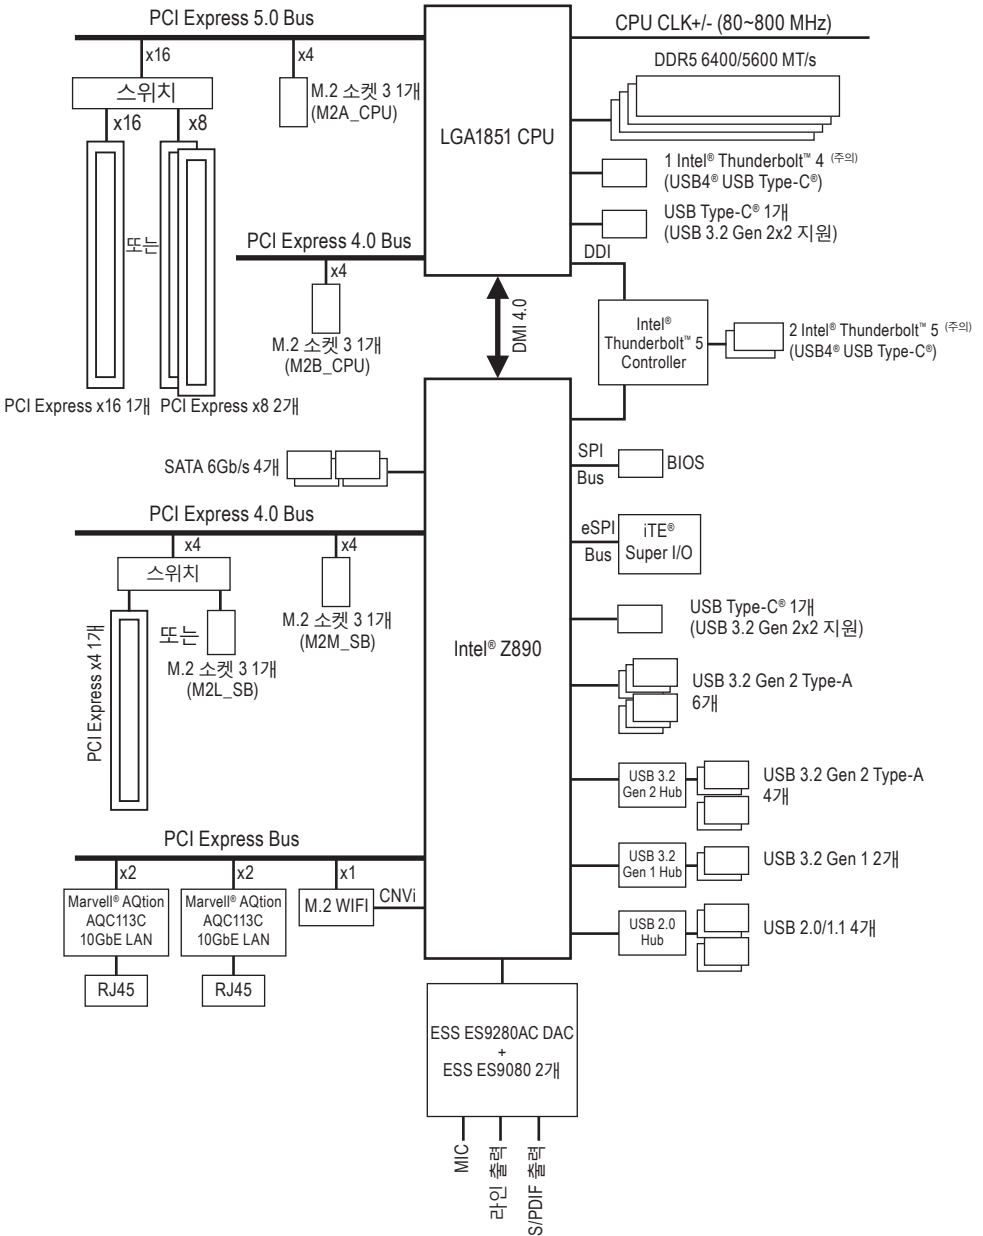 PCI Express 5.0 Bus
x16
x4
스위치
x16
x8
또는
PCI Express x16 1개
PCI Express x8 2개
M.2 소켓 3 1개
(M2A_CPU)
PCI Express 4.0 Bus
x4
M.2 소켓 3 1개
(M2B_CPU)
LGA1851 CPU
CPU CLK+/- (80~800 MHz)
DDR5 6400/5600 MT/s
1 Intel® Thunderbolt™ 4 (주의)
(USB4® USB Type-C®)
USB Type-C® 1개
(USB 3.2 Gen 2x2 지원)
DDI
Intel®
Thunderbolt™ 5
Controller
2 Intel® Thunderbolt™ 5 (주의)
(USB4® USB Type-C®)
DMI 4.0
SATA 6Gb/s 4개
PCI Express 4.0 Bus
x4
x4
스위치
또는
PCI Express x4 1개
M.2 소켓 3 1개
(M2L_SB)
M.2 소켓 3 1개
(M2M_SB)
Intel® Z890
SPI
Bus
BIOS
eSPI
Bus
iTE®
Super I/O
USB Type-C® 1개
(USB 3.2 Gen 2x2 지원)
USB 3.2 Gen 2 Type-A
6개
USB 3.2
Gen 2 Hub
USB 3.2 Gen 2 Type-A
4개
USB 3.2
Gen 1 Hub
USB 3.2 Gen 1 2개
USB 2.0
Hub
USB 2.0/1.1 4개
PCI Express Bus
x2
x2
x1
Marvell® AQtion
AQC113C
10GbE LAN
RJ45
Marvell® AQtion
AQC113C
10GbE LAN
RJ45
M.2 WIFI
CNVi
ESS ES9280AC DAC
+
ESS ES9080 2개
MIC
라인 출력
S/PDIF 출력